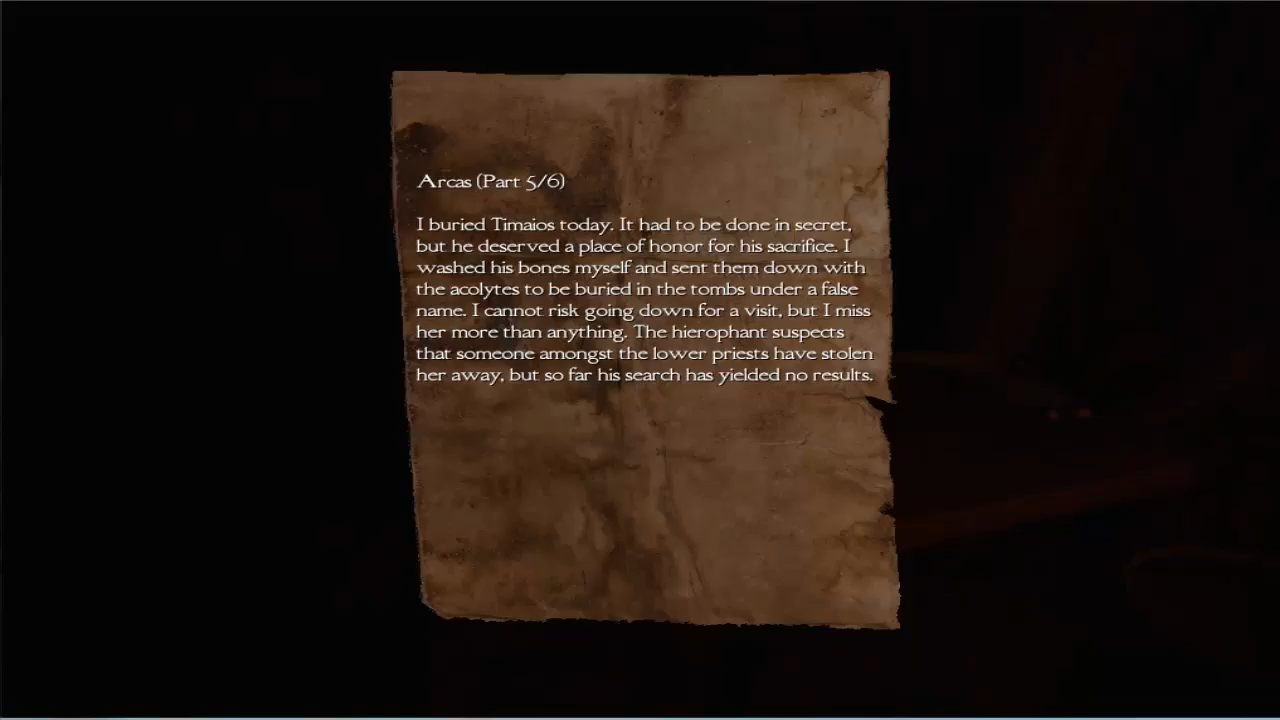 Arcas (Part 5/6)
I buried Timaios today. It had to be done in secret,
but he deserved a place of honor for his sacrifice. I
washed his bones myself and sent them down with
the acolytes to be buried in the tombs under a false
name. I cannot risk going down for a visit, but I miss
her more than anything. The hierophant suspects
that someone amongst the lower priests have stolen
her away, but so far his search has yielded no results.